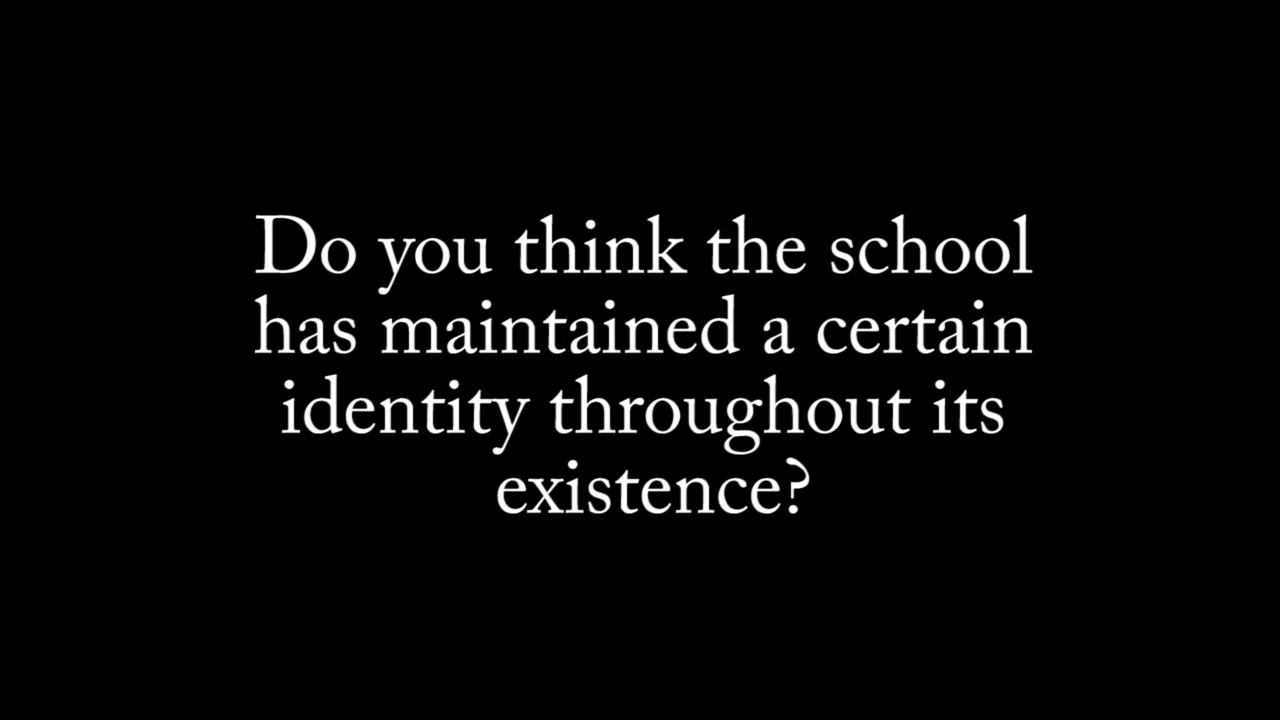 Do you think the school
has maintained a certain
identity throughout its
existence?